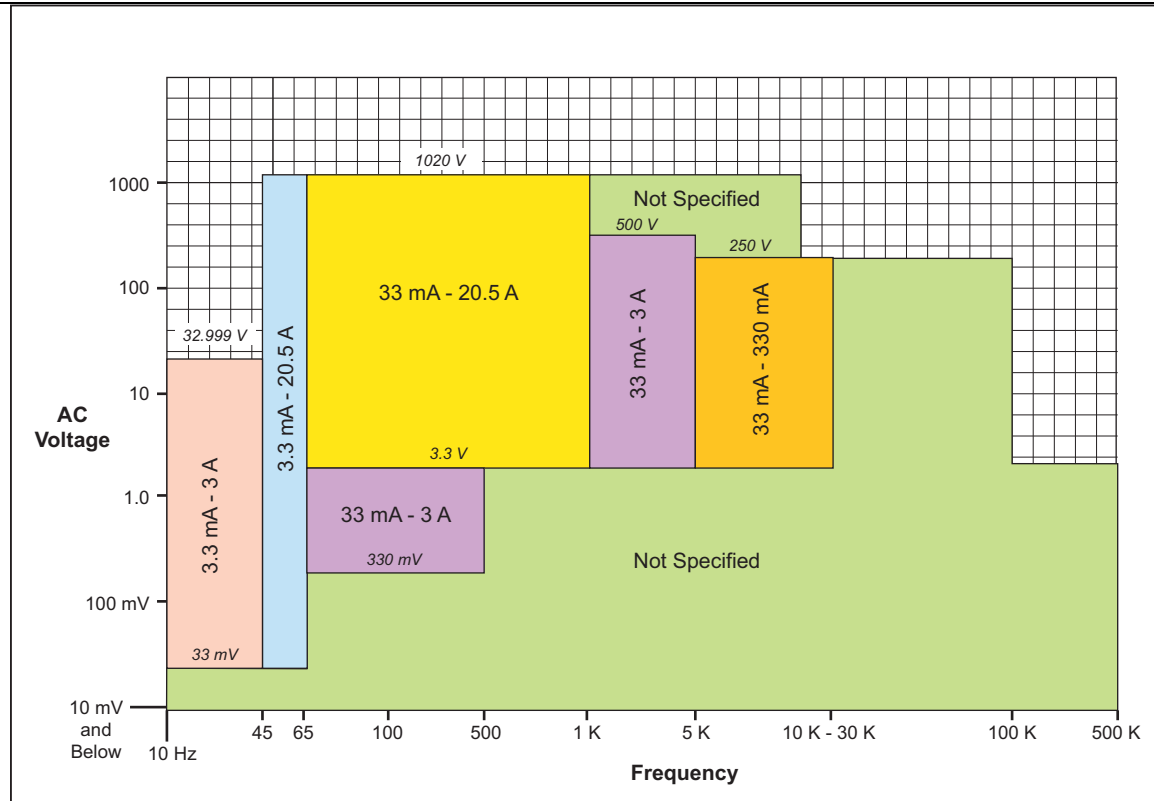 1020 V
1000
Not Specified
500 V
250 V
100
33 mA - 20.5 A
32.999 V
3.3 mA - 20.5 A
33 mA - 3 A
33 mA - 330 mA
10
AC
Voltage
3.3 V
3.3 mA - 3 A
1.0
33 mA - 3 A
330 mV
Not Specified
100 mV
33 mV
10 mV
and
Below
10 Hz
45
65
100
500
1 K
5 K
10 K - 30 K
100 K
500 K
Frequency